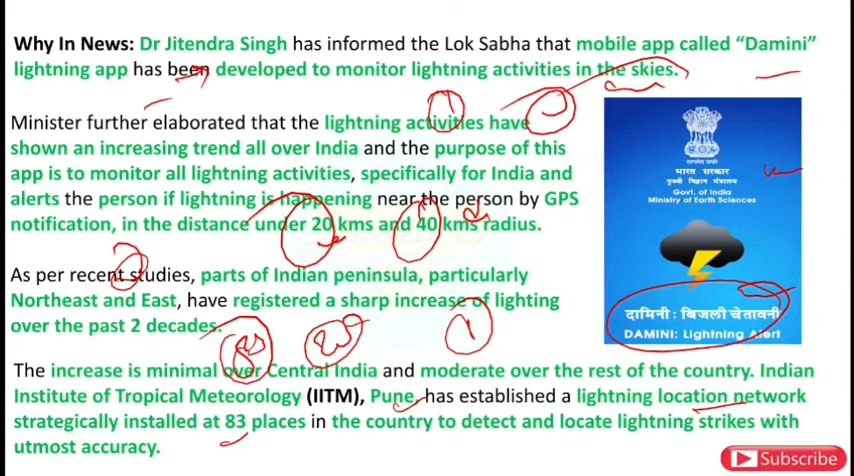 Why In News: Dr Jitendra Singh has informed the Lok Sabha that mobile app called “Damini”
lightning app has been developed to monitor lightning activities in the skies.
Minister further elaborated that the lightning activities have
shown an increasing trend all over India and the purpose of this
app is to monitor all lightning activities, specifically for India and
alerts the person if lightning is happening near the person by GPS
notification, in the distance under 20 kms and 40 kms radius.
As per recent studies, parts of Indian peninsula, particularly
Northeast and East, have registered a sharp increase of lighting
over the past 2 decades.
The increase is minimal over Central India and moderate over the rest of the country. Indian
Institute of Tropical Meteorology (IITM), Pune, has established a lightning location network
strategically installed at 83 places in the country to detect and locate lightning strikes with
utmost accuracy.
सत्यमेव जयते
भारत सरकार
पृथ्वी विज्ञान मंत्रालय
Govt. of India
Ministry of Earth Sciences
दामिनी : बिजली चेतावनी
DAMINI: Lightning Alert
Subscribe